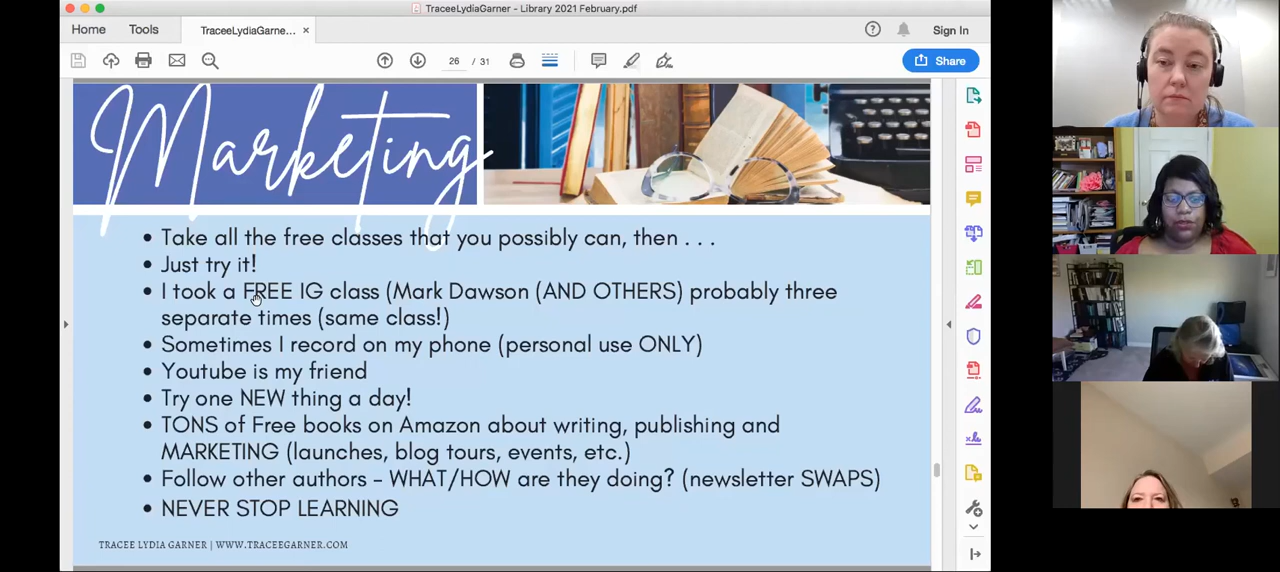 TraceeLydiaGarner - Library 2021 February.pdf
Home
Tools
TraceeLydiaGarne...
×
?
Sign In
26
/ 31
Share
Marketing
• Take all the free classes that you possibly can, then . . .
• Just try it!
• I took a FREE IG class (Mark Dawson (AND OTHERS) probably three
separate times (same class!)
• Sometimes I record on my phone (personal use ONLY)
• Youtube is my friend
• Try one NEW thing a day!
• TONS of Free books on Amazon about writing, publishing and
MARKETING (launches, blog tours, events, etc.)
• Follow other authors - WHAT/HOW are they doing? (newsletter SWAPS)
• NEVER STOP LEARNING
TRACEE LYDIA GARNER | WWW.TRACEEGARNER.COM